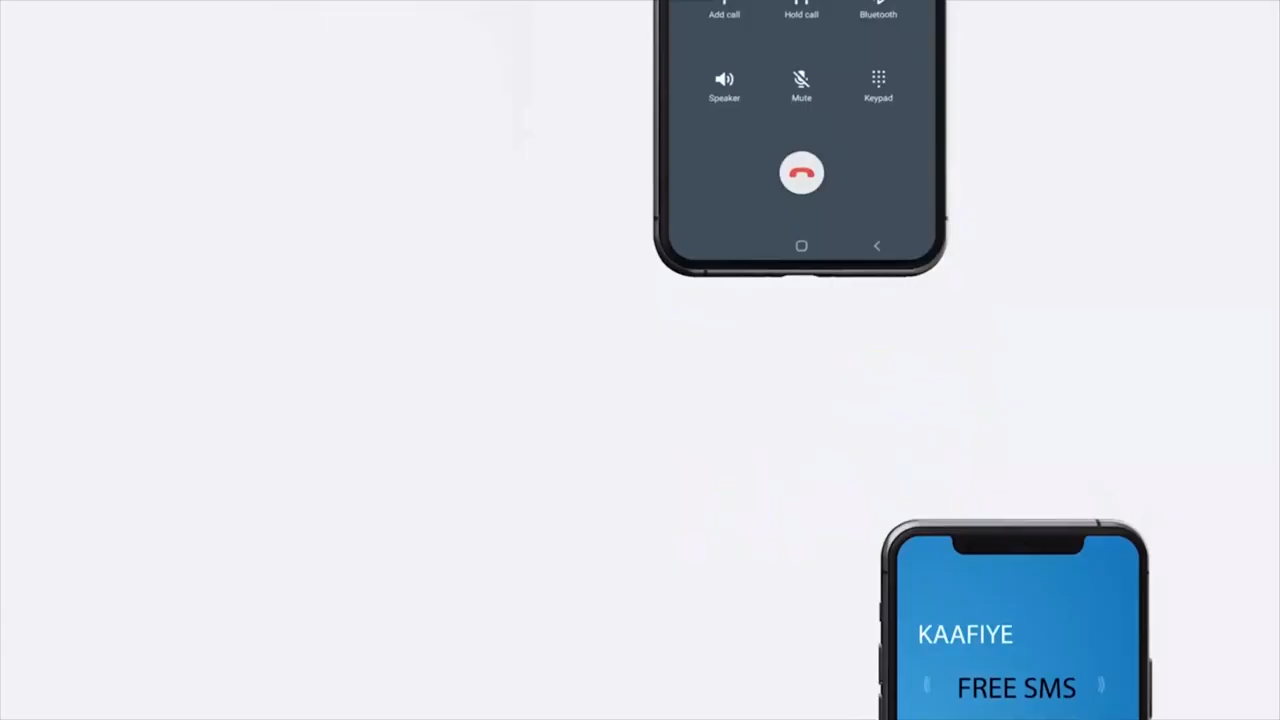 Add call Hold call Bluetooth
Speaker Mute Keypad
KAAFIYE
FREE SMS